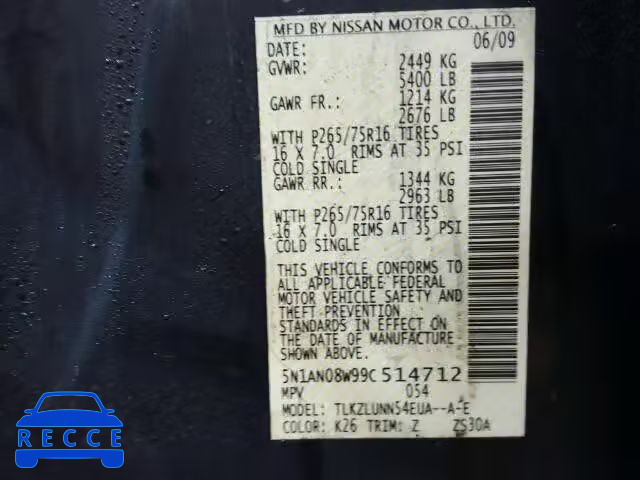 MFD BY NISSAN MOTOR CO., LTD.
DATE: 06/09
GVWR: 2449 KG
5400 LB
GAWR FR.: 1214 KG
2676 LB
WITH P265/75R16 TIRES
16 X 7.0 RIMS AT 35 PSI
COLD SINGLE
GAWR RR.: 1344 KG
2963 LB
WITH P265/75R16 TIRES
16 X 7.0 RIMS AT 35 PSI
COLD SINGLE
THIS VEHICLE CONFORMS TO
ALL APPLICABLE FEDERAL
MOTOR VEHICLE SAFETY AND
THEFT PREVENTION
STANDARDS IN EFFECT ON
THE DATE OF MANUFACTURE
SHOWN ABOVE.
5N1AN08W99C514712
MPV 054
MODEL: TLKZLUNN54EUA--A-E
COLOR: K26 TRIM: Z ZS30A
RECCE